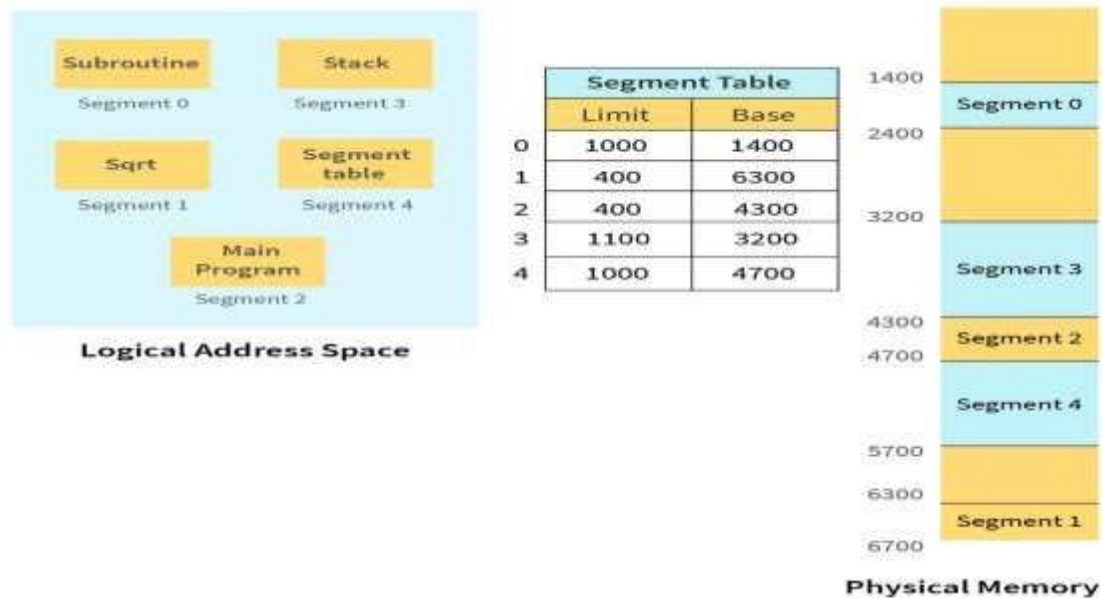 Subroutine
Segment 0
Stack
Segment 3
Sqrt
Segment 1
Segment
table
Segment 4
Main
Program
Segment 2
Logical Address Space
Segment Table
Limit Base
0 1000 1400
1 400 6300
2 400 4300
3 1100 3200
4 1000 4700
1400
Segment 0
2400
3200
Segment 3
4300
Segment 2
4700
Segment 4
5700
6300
Segment 1
6700
Physical Memory